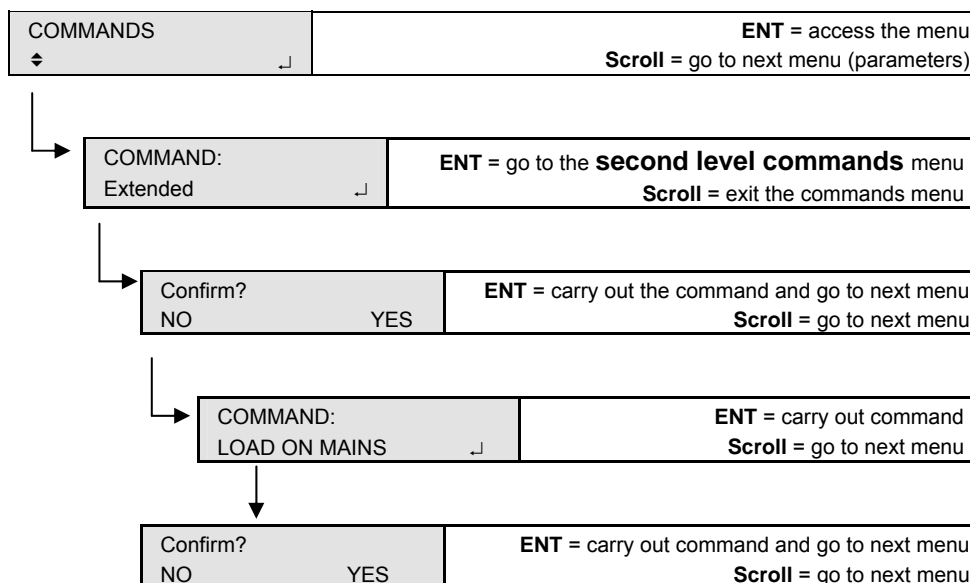 COMMANDS
ENT = access the menu
↵
Scroll = go to next menu (parameters)
COMMAND:
ENT = go to the second level commands menu
Extended ↵
Scroll = exit the commands menu
Confirm?
ENT = carry out the command and go to next menu
NO YES
Scroll = go to next menu
COMMAND:
ENT = carry out command
LOAD ON MAINS ↵
Scroll = go to next menu
Confirm?
ENT = carry out command and go to next menu
NO YES
Scroll = go to next menu